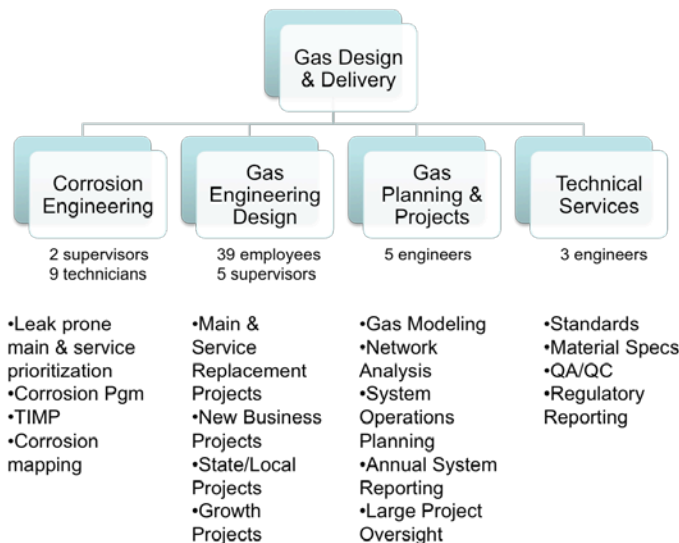 Gas Design
& Delivery
Corrosion
Engineering
Gas
Engineering
Design
Gas
Planning &
Projects
Technical
Services
2 supervisors
9 technicians
39 employees
5 supervisors
5 engineers
3 engineers
•Leak prone
main & service
prioritization
•Corrosion Pgm
•TIMP
•Corrosion
mapping
•Main &
Service
Replacement
Projects
•New Business
Projects
•State/Local
Projects
•Growth
Projects
•Gas Modeling
•Network
Analysis
•System
Operations
Planning
•Annual System
Reporting
•Large Project
Oversight
•Standards
•Material Specs
•QA/QC
•Regulatory
Reporting